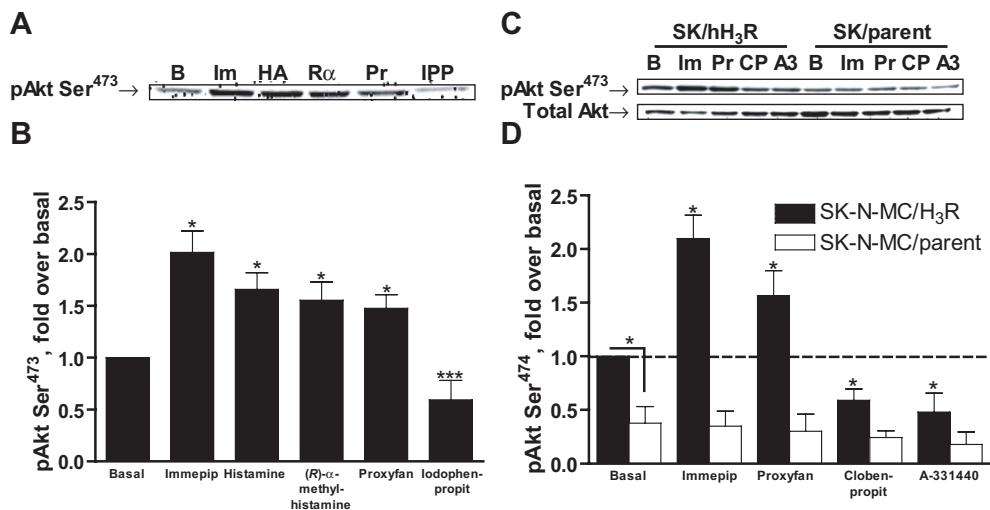 A
B Im HA Rα Pr IPP
pAkt Ser⁴⁷³→
B
pAkt Ser⁴⁷³, fold over basal
2.5
2.0
1.5
1.0
0.5
0.0
Basal
Immepip
Histamine
(R)-α-
methyl-
histamine
Proxyfan
Iodophen-
propit
*
*
*
*
***
C
SK/hH₃R SK/parent
B Im Pr CP A3 B Im Pr CP A3
pAkt Ser⁴⁷³→
Total Akt→
D
pAkt Ser⁴⁷⁴, fold over basal
2.5
2.0
1.5
1.0
0.5
0.0
SK-N-MC/H₃R
SK-N-MC/parent
*
*
*
*
*
Basal
Immepip
Proxyfan
Cloben-
propit
A-331440